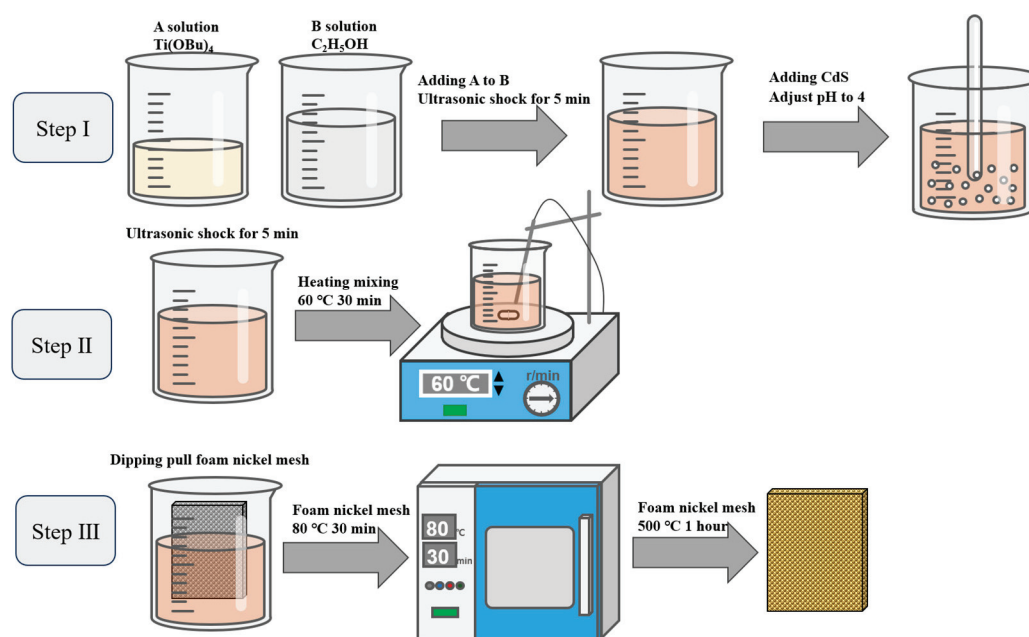 A solution
Ti(OBu)₄
B solution
C₂H₅OH
Step I
Adding A to B
Ultrasonic shock for 5 min
Adding CdS
Adjust pH to 4
Ultrasonic shock for 5 min
Step II
Heating mixing
60 ℃ 30 min
60 ℃
r/min
Dipping pull foam nickel mesh
Step III
Foam nickel mesh
80 ℃ 30 min
80 ℃
30 min
Foam nickel mesh
500 ℃ 1 hour